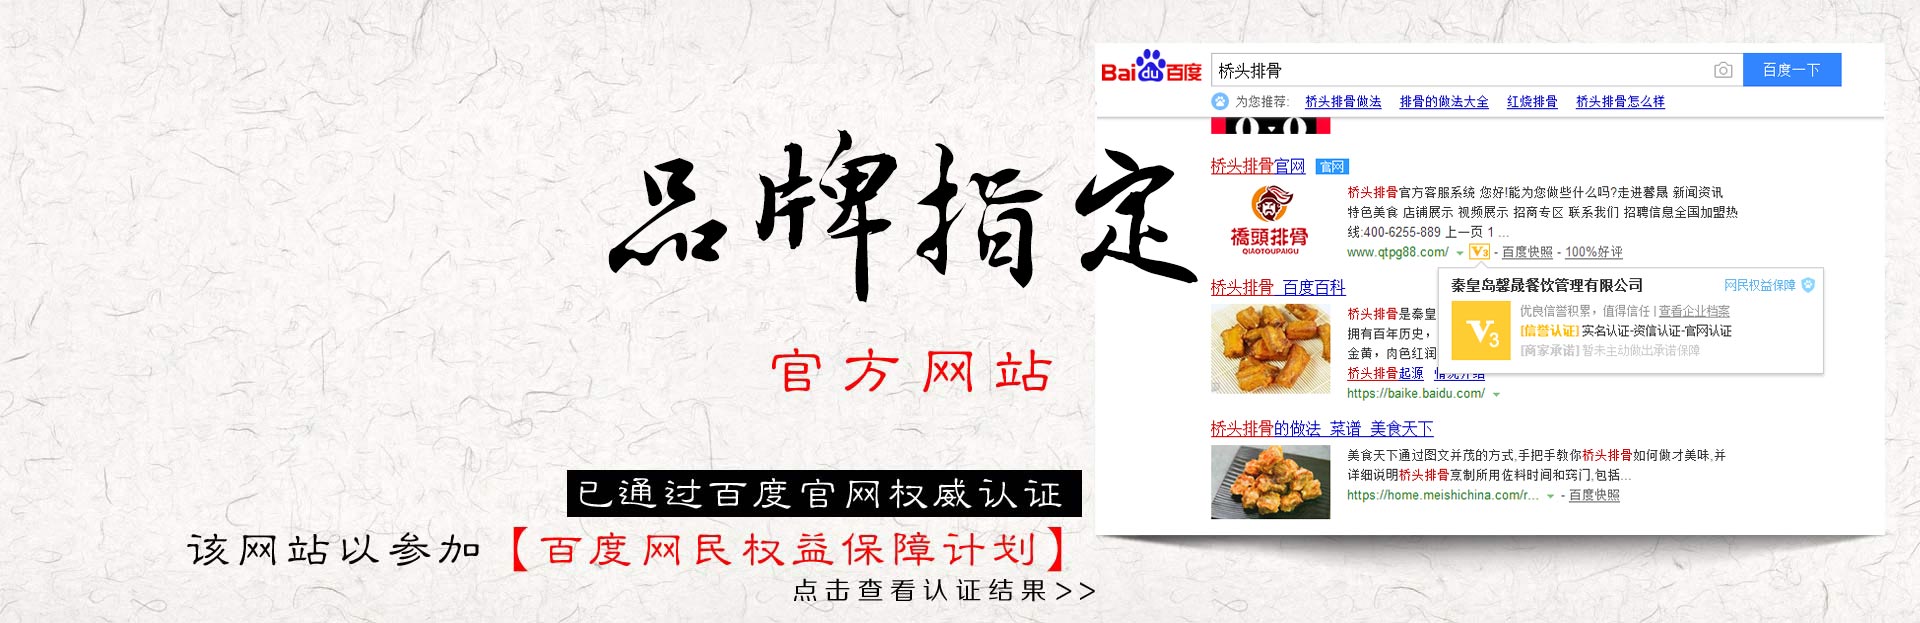 品牌指定
官方网站
已通过百度官网权威认证
该网站以参加【百度网民权益保障计划】
点击查看认证结果>>
Bai du 百度
桥头排骨
百度一下
为您推荐: 桥头排骨做法 排骨的做法大全 红烧排骨 桥头排骨怎么样
桥头排骨官网 官网
橋頭排骨
QIAOTOUPAIGU
桥头排骨官方客服系统 您好!能为您做些什么吗?走进馨晟 新闻资讯
特色美食 店铺展示 视频展示 招商专区 联系我们 招聘信息全国加盟热
线:400-6255-889 上一页 1 ...
www.qtpg88.com/ V3 - 百度快照 - 100%好评
秦皇岛馨晟餐饮管理有限公司 网民权益保障
V3
优良信誉积累，值得信任 | 查看企业档案
[信誉认证] 实名认证-资信认证-官网认证
[商家承诺] 暂未主动做出承诺保障
桥头排骨_百度百科
桥头排骨是秦皇
拥有百年历史，
金黄，肉色红润
桥头排骨起源 情况介绍
https://baike.baidu.com/
桥头排骨的做法_菜谱_美食天下
美食天下通过图文并茂的方式,手把手教你桥头排骨如何做才美味,并
详细说明桥头排骨烹制所用佐料时间和窍门,包括...
https://home.meishichina.com/r... - 百度快照